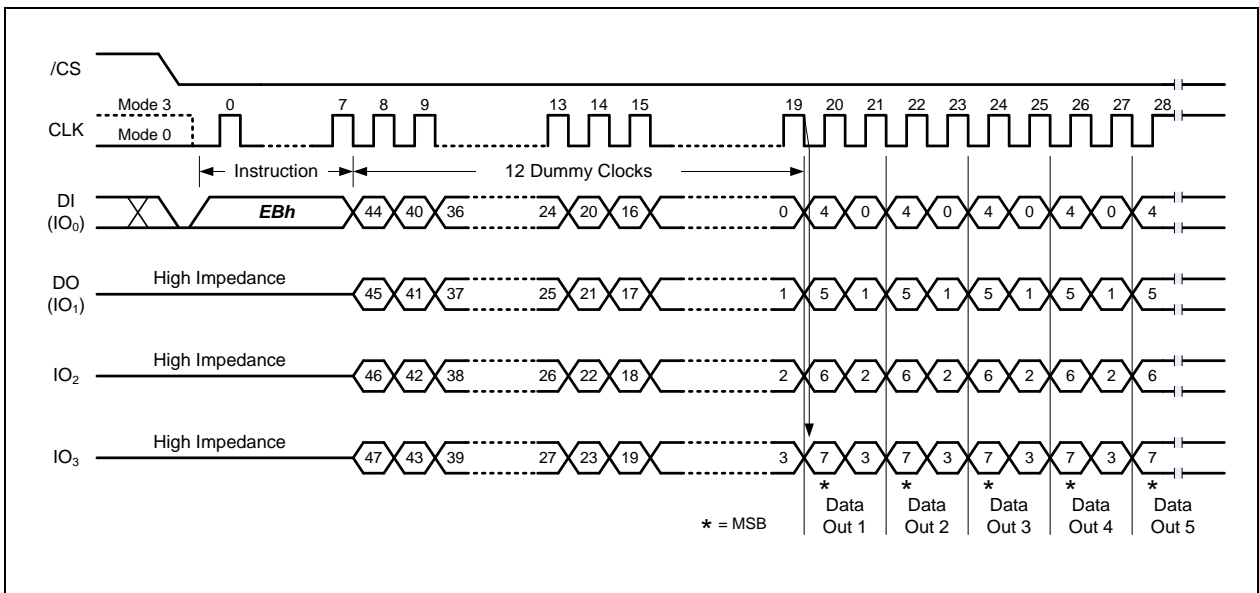 /CS
Mode 3 0 7 8 9 13 14 15 19 20 21 22 23 24 25 26 27 28
CLK
Mode 0
Instruction 12 Dummy Clocks
DI
(IO₀)
EBh 44 40 36 24 20 16 0 4 0 4 0 4 0 4 0 4
High Impedance
DO
(IO₁)
45 41 37 25 21 17 1 5 1 5 1 5 1 5 1 5
High Impedance
IO₂
46 42 38 26 22 18 2 6 2 6 2 6 2 6 2 6
High Impedance
IO₃
47 43 39 27 23 19 3 7 3 7 3 7 3 7 3 7
* * * * *
* = MSB
Data Out 1
Data Out 2
Data Out 3
Data Out 4
Data Out 5